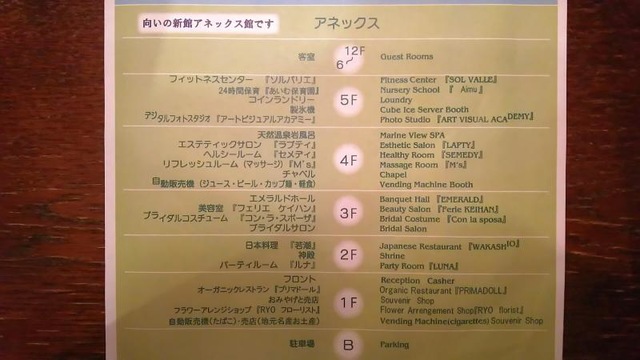 向いの新館アネックス館です
アネックス
客室 6〜12F Guest Rooms
フィットネスセンター 『ソルバリエ』 Fitness Center 『SOL VALLE』
24時間保育 『あいむ保育園』 Nursery School 『 Aimu』
コインランドリー 5F Loundry
製氷機 Cube Ice Server Booth
デジタルフォトスタジオ 『アートビジュアルアカデミー』 Photo Studio 『ART VISUAL ACADEMY』
天然温泉岩風呂 Marine View SPA
エステティックサロン 『ラプティ』 Esthetic Salon 『LAPTY』
ヘルシールーム 『セメディ』 Healthy Room 『SEMEDY』
リフレッシュルーム (マッサージ) 『M's』 4F Massage Room 『M's』
チャペル Chapel
自動販売機 (ジュース・ビール・カップ麺・軽食) Vending Machine Booth
エメラルドホール Banquet Hall 『EMERALD』
美容室 『フェリエ ケイハン』 3F Beauty Salon 『Ferie KEIHAN』
ブライダルコスチューム 『コン・ラ・スポーザ』 Bridal Costume 『Con la sposa』
ブライダルサロン Bridal Salon
日本料理 『若潮』 Japanese Restaurant 『WAKASHIO』
神殿 2F Shrine
パーティルーム 『ルナ』 Party Room 『LUNA』
フロント Reception Casher
オーガニックレストラン 『プリマドール』 Organic Restaurant 『PRIMADOLL』
おみやげた売店 1F Souvenir Shop
フラワーアレンジショップ 『RYO フローリスト』 Flower Arrangement Shop 『RYO florist』
自動販売機(たばこ)・売店(地元名産お土産) Vending Machine(cigarettes) Souvenir Shop
駐車場 B Parking